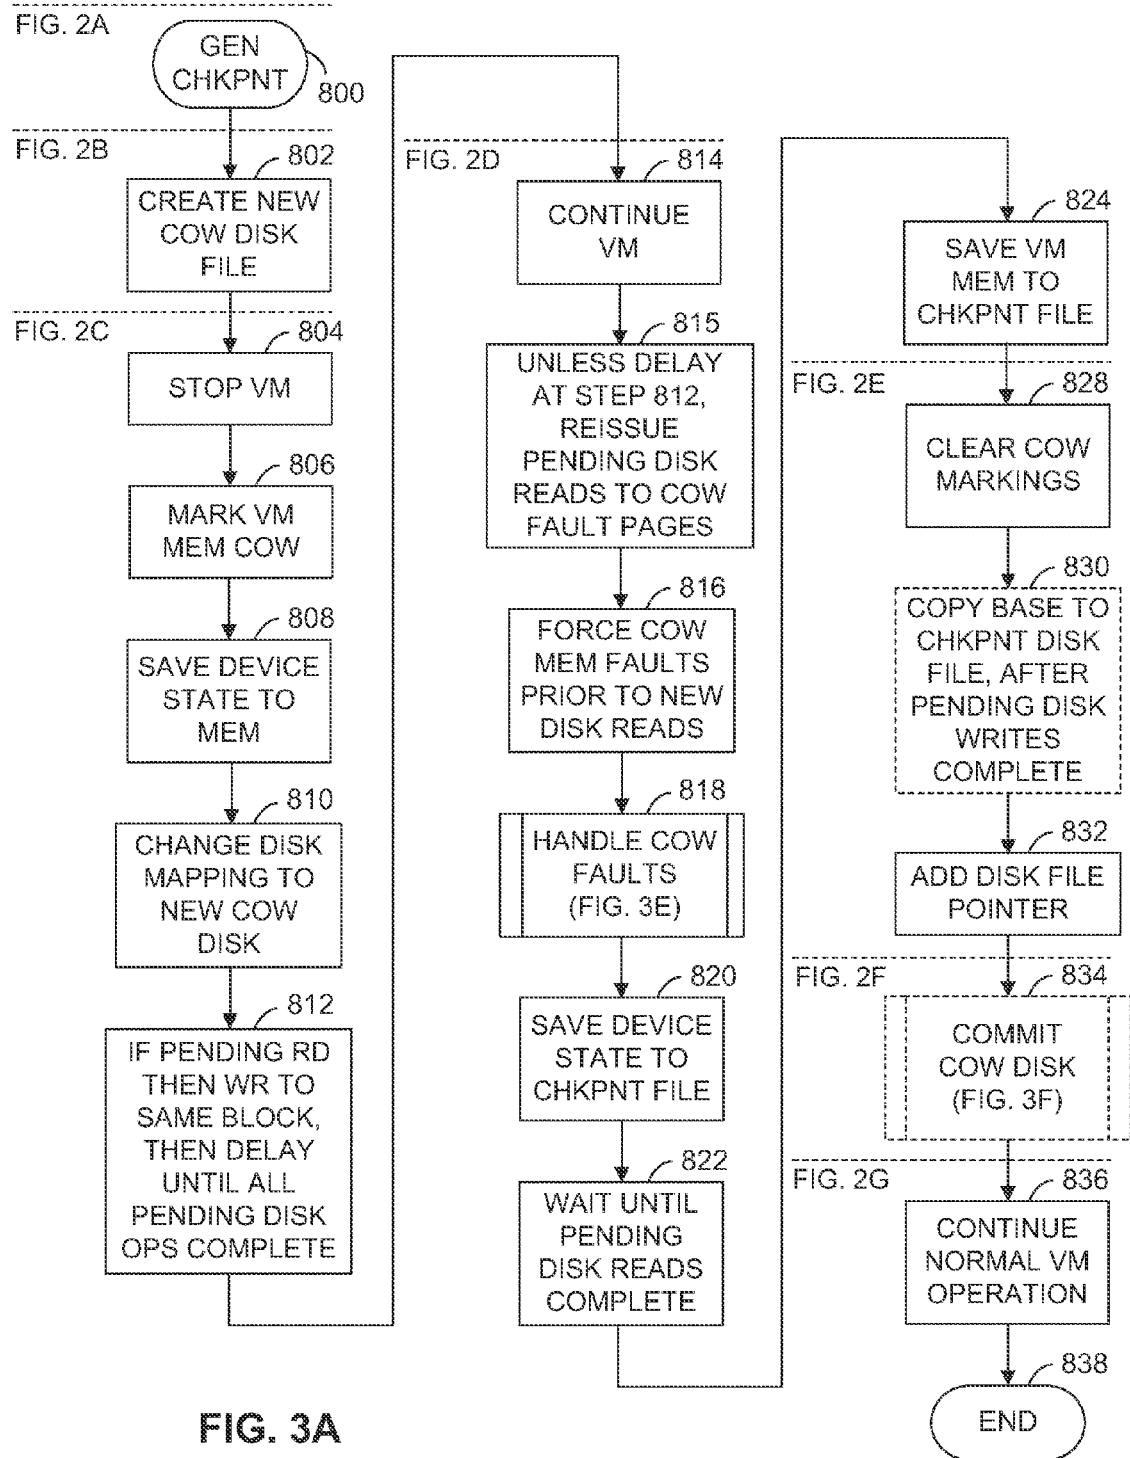 FIG. 2A
GEN
CHKPNT
800
FIG. 2B
802
CREATE NEW
COW DISK
FILE
FIG. 2C
804
STOP VM
806
MARK VM
MEM COW
808
SAVE DEVICE
STATE TO
MEM
810
CHANGE DISK
MAPPING TO
NEW COW
DISK
812
IF PENDING RD
THEN WR TO
SAME BLOCK,
THEN DELAY
UNTIL ALL
PENDING DISK
OPS COMPLETE
FIG. 2D
814
CONTINUE
VM
815
UNLESS DELAY
AT STEP 812,
REISSUE
PENDING DISK
READS TO COW
FAULT PAGES
816
FORCE COW
MEM FAULTS
PRIOR TO NEW
DISK READS
818
HANDLE COW
FAULTS
(FIG. 3E)
820
SAVE DEVICE
STATE TO
CHKPNT FILE
822
WAIT UNTIL
PENDING
DISK READS
COMPLETE
824
SAVE VM
MEM TO
CHKPNT FILE
FIG. 2E
828
CLEAR COW
MARKINGS
830
COPY BASE TO
CHKPNT DISK
FILE, AFTER
PENDING DISK
WRITES
COMPLETE
832
ADD DISK FILE
POINTER
FIG. 2F
834
COMMIT
COW DISK
(FIG. 3F)
FIG. 2G
836
CONTINUE
NORMAL VM
OPERATION
838
END
FIG. 3A